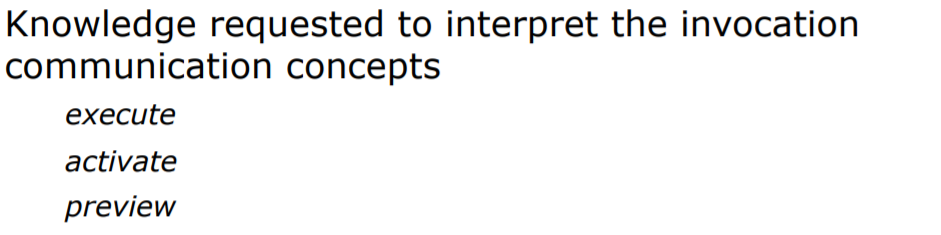 Knowledge requested to interpret the invocation
communication concepts
execute
activate
preview